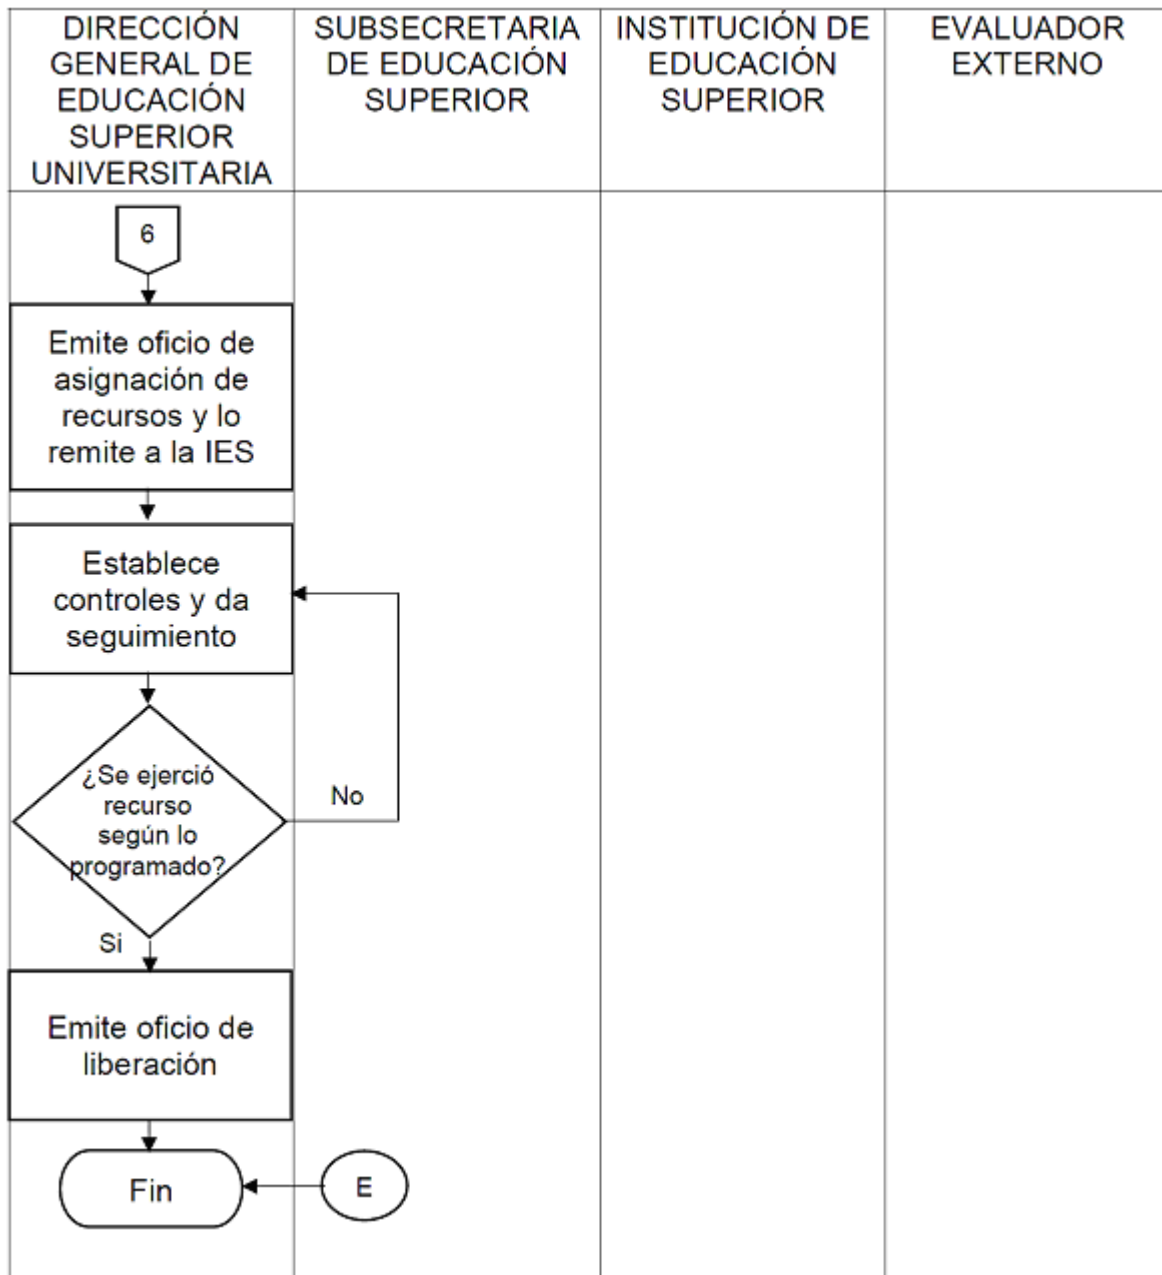 DIRECCIÓN
GENERAL DE
EDUCACIÓN
SUPERIOR
UNIVERSITARIA
SUBSECRETARIA
DE EDUCACIÓN
SUPERIOR
INSTITUCIÓN DE
EDUCACIÓN
SUPERIOR
EVALUADOR
EXTERNO
6
Emite oficio de
asignación de
recursos y lo
remite a la IES
Establece
controles y da
seguimiento
¿Se ejerció
recurso
según lo
programado?
No
Si
Emite oficio de
liberación
Fin
E